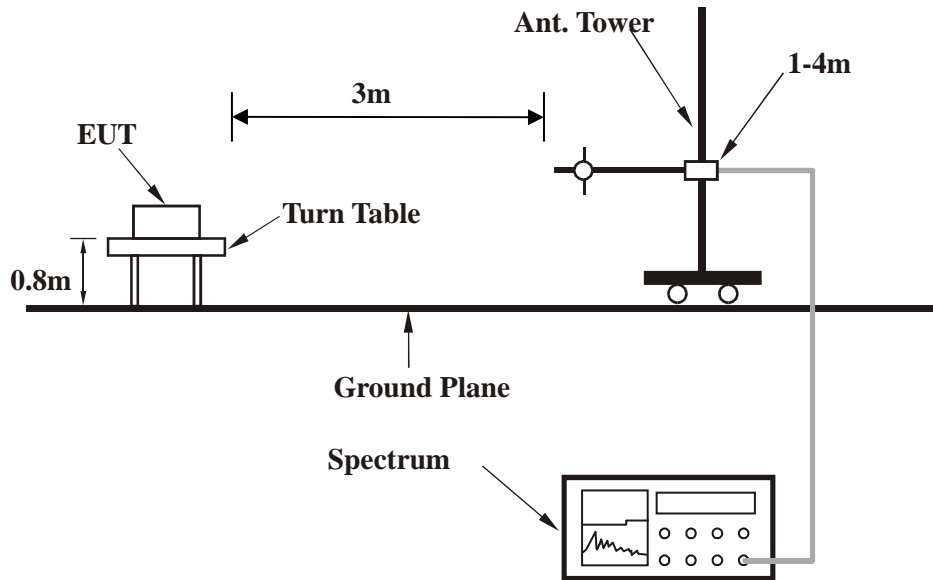 Ant. Tower
1-4m
3m
EUT
Turn Table
0.8m
Ground Plane
Spectrum